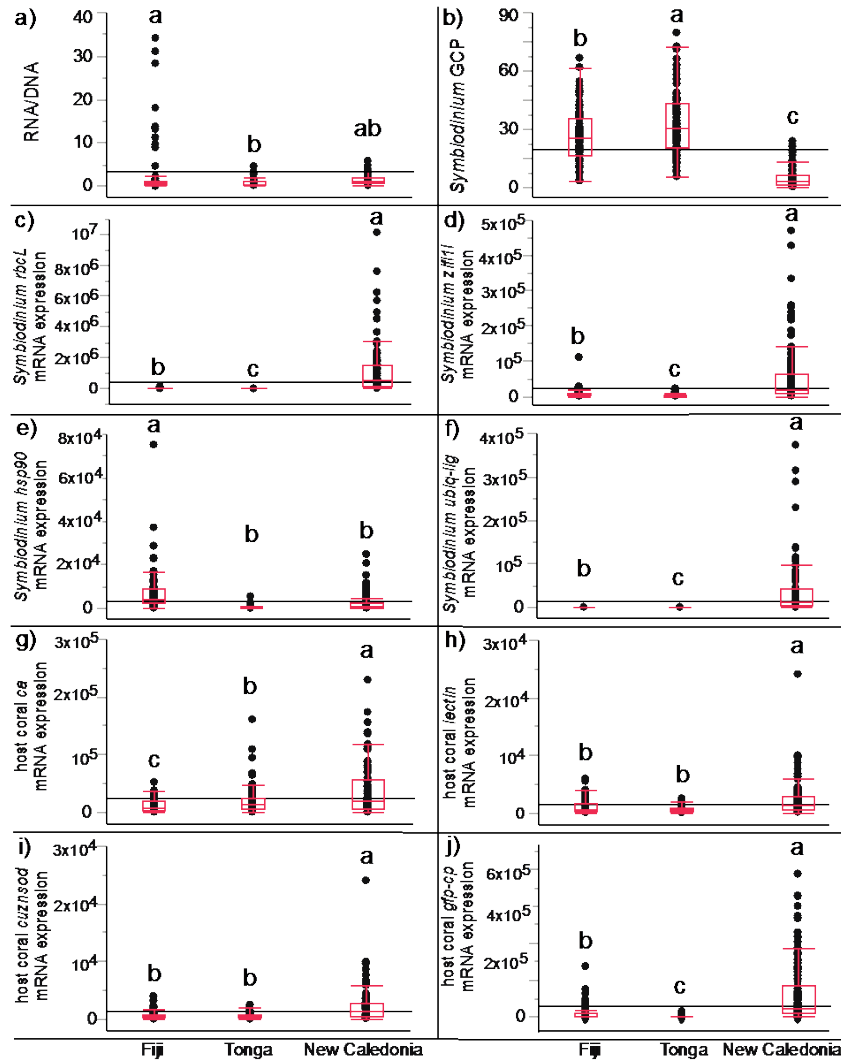 a)
a
b
ab
RNA/DNA
40
30
20
10
0
b)
b
a
c
Symbiodinium GCP
90
60
30
0
c)
b
c
a
Symbiodinium rbcL
mRNA expression
10⁷
8x10⁶
6x10⁶
4x10⁶
2x10⁶
0
d)
b
c
a
Symbiodinium zifl1l
mRNA expression
5x10⁵
4x10⁵
3x10⁵
2x10⁵
10⁵
0
e)
a
b
b
Symbiodinium hsp90
mRNA expression
8x10⁴
6x10⁴
4x10⁴
2x10⁴
0
f)
b
c
a
Symbiodinium ubiq-lig
mRNA expression
4x10⁵
3x10⁵
2x10⁵
10⁵
0
g)
c
b
a
host coral ca
mRNA expression
3x10⁵
2x10⁵
10⁵
0
h)
b
b
a
host coral lectin
mRNA expression
3x10⁴
2x10⁴
10⁴
0
i)
b
b
a
host coral cuznsod
mRNA expression
3x10⁴
2x10⁴
10⁴
0
j)
b
c
a
host coral gfp-cp
mRNA expression
6x10⁵
4x10⁵
2x10⁵
0
Fiji Tonga New Caledonia
Fiji Tonga New Caledonia